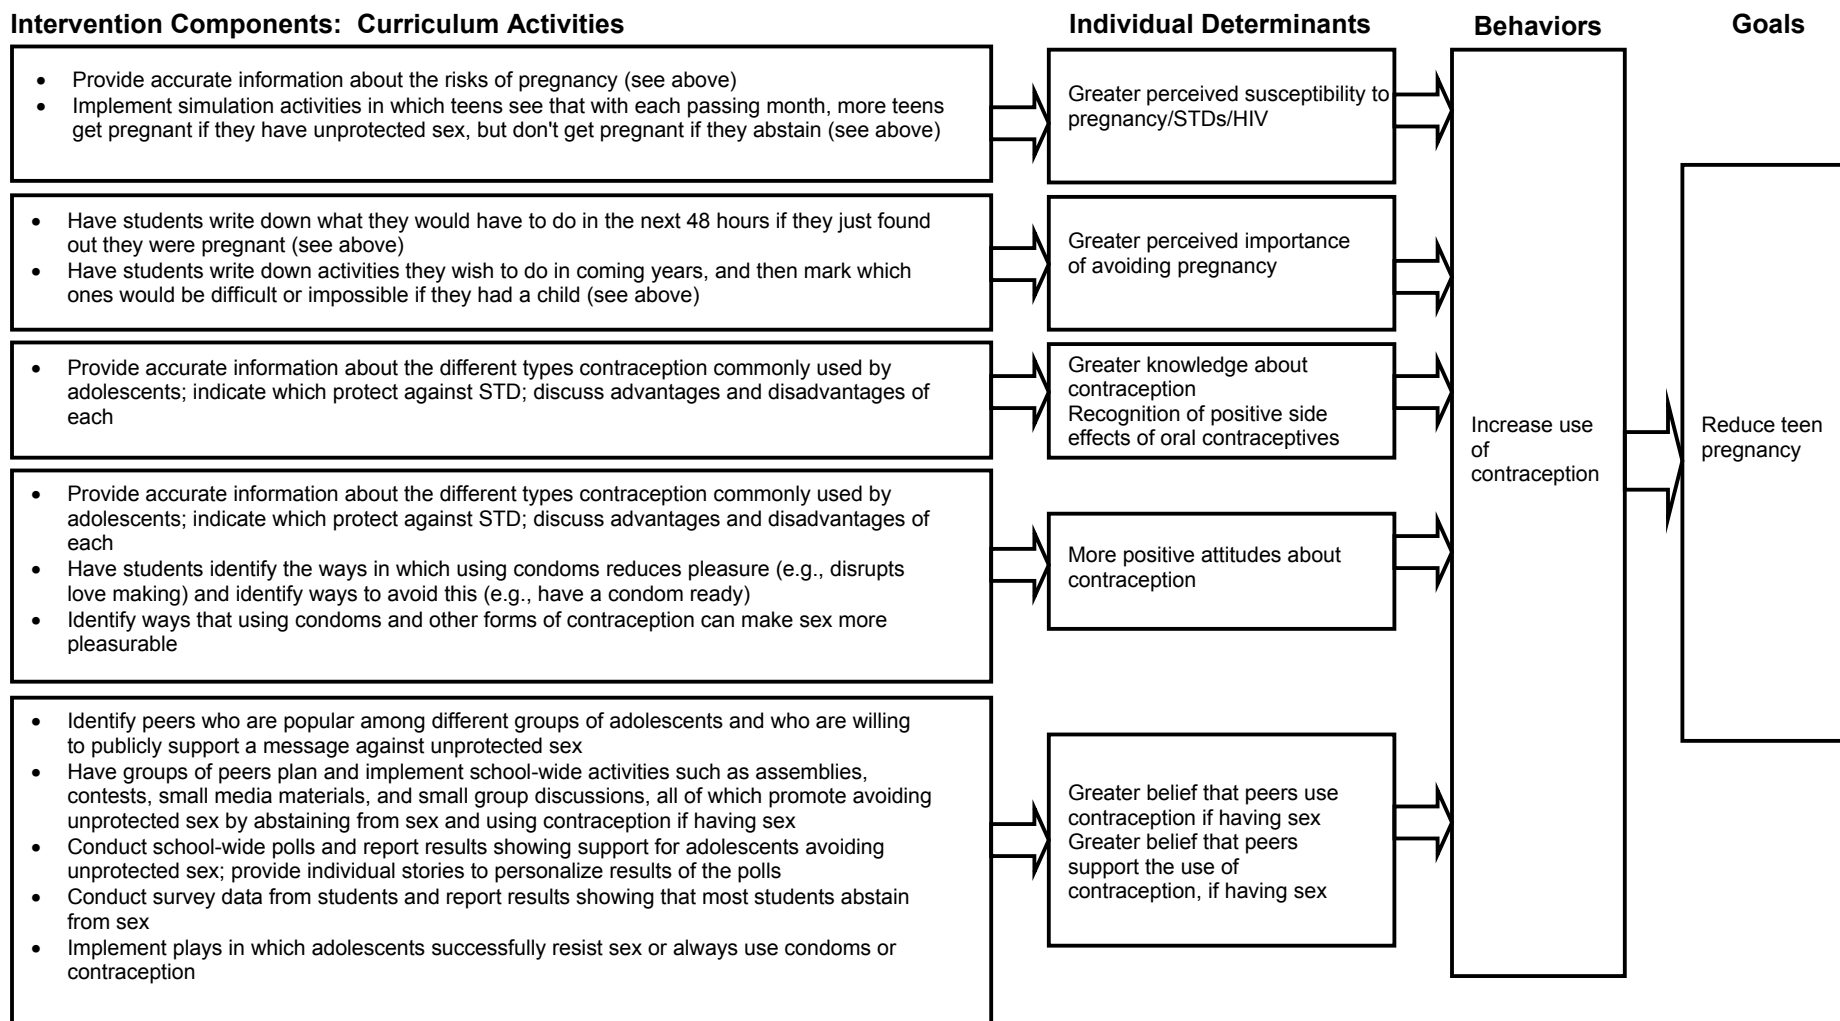 Intervention Components:  Curriculum Activities
Individual Determinants
Behaviors
Goals
• Provide accurate information about the risks of pregnancy (see above)
• Implement simulation activities in which teens see that with each passing month, more teens
get pregnant if they have unprotected sex, but don't get pregnant if they abstain (see above)
Greater perceived susceptibility to
pregnancy/STDs/HIV
• Have students write down what they would have to do in the next 48 hours if they just found
out they were pregnant (see above)
• Have students write down activities they wish to do in coming years, and then mark which
ones would be difficult or impossible if they had a child (see above)
Greater perceived importance
of avoiding pregnancy
• Provide accurate information about the different types contraception commonly used by
adolescents; indicate which protect against STD; discuss advantages and disadvantages of
each
Greater knowledge about
contraception
Recognition of positive side
effects of oral contraceptives
• Provide accurate information about the different types contraception commonly used by
adolescents; indicate which protect against STD; discuss advantages and disadvantages of
each
• Have students identify the ways in which using condoms reduces pleasure (e.g., disrupts
love making) and identify ways to avoid this (e.g., have a condom ready)
• Identify ways that using condoms and other forms of contraception can make sex more
pleasurable
More positive attitudes about
contraception
• Identify peers who are popular among different groups of adolescents and who are willing
to publicly support a message against unprotected sex
• Have groups of peers plan and implement school-wide activities such as assemblies,
contests, small media materials, and small group discussions, all of which promote avoiding
unprotected sex by abstaining from sex and using contraception if having sex
• Conduct school-wide polls and report results showing support for adolescents avoiding
unprotected sex; provide individual stories to personalize results of the polls
• Conduct survey data from students and report results showing that most students abstain
from sex
• Implement plays in which adolescents successfully resist sex or always use condoms or
contraception
Greater belief that peers use
contraception if having sex
Greater belief that peers
support the use of
contraception, if having sex
Increase use
of
contraception
Reduce teen
pregnancy